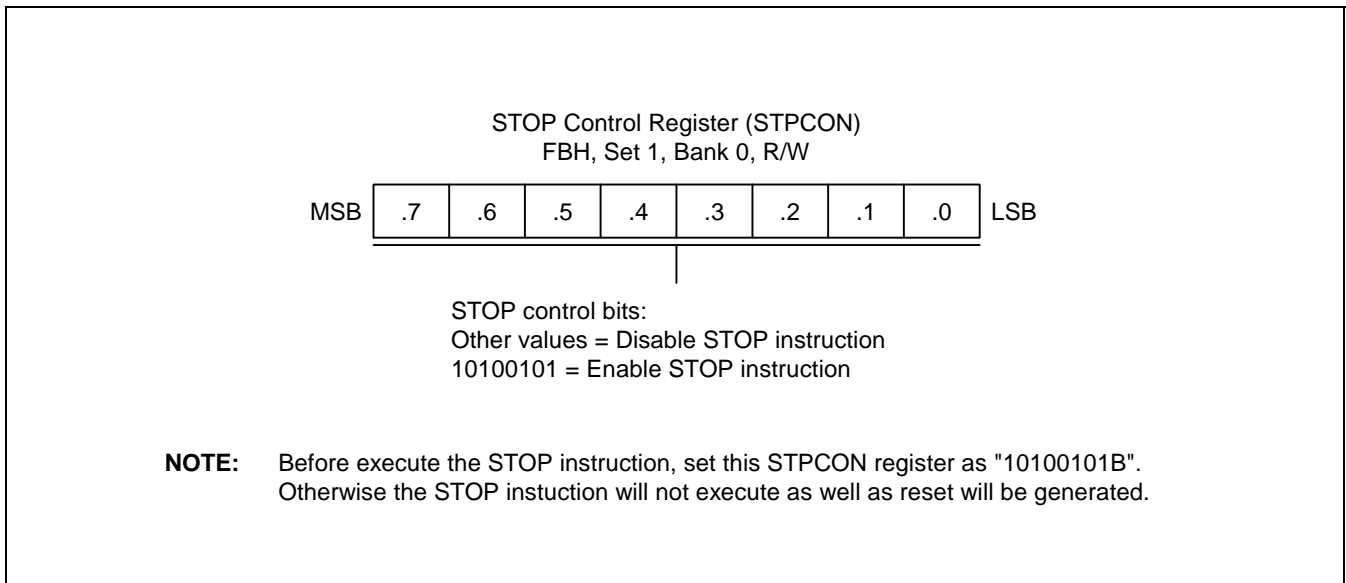 STOP Control Register (STPCON)
FBH, Set 1, Bank 0, R/W
MSB .7 .6 .5 .4 .3 .2 .1 .0 LSB
STOP control bits:
Other values = Disable STOP instruction
10100101 = Enable STOP instruction
NOTE: Before execute the STOP instruction, set this STPCON register as "10100101B".
Otherwise the STOP instuction will not execute as well as reset will be generated.